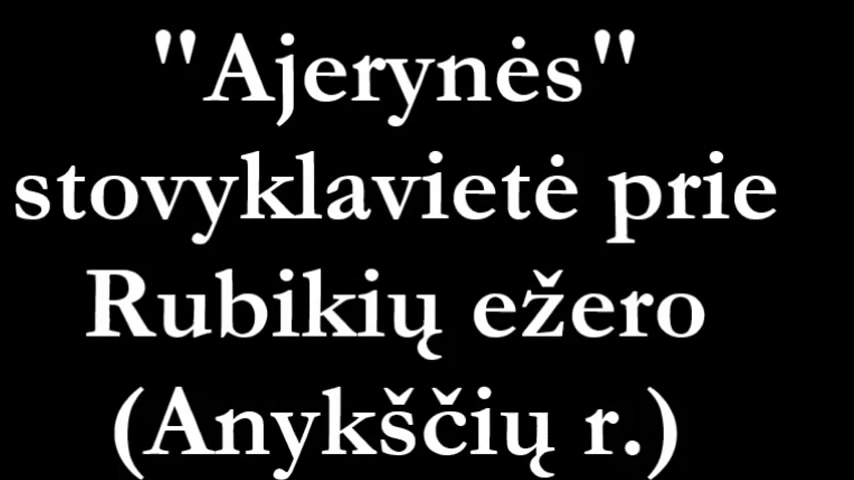 "Ajerynės"
stovyklavietė prie
Rubikių ežero
(Anykščių r.)